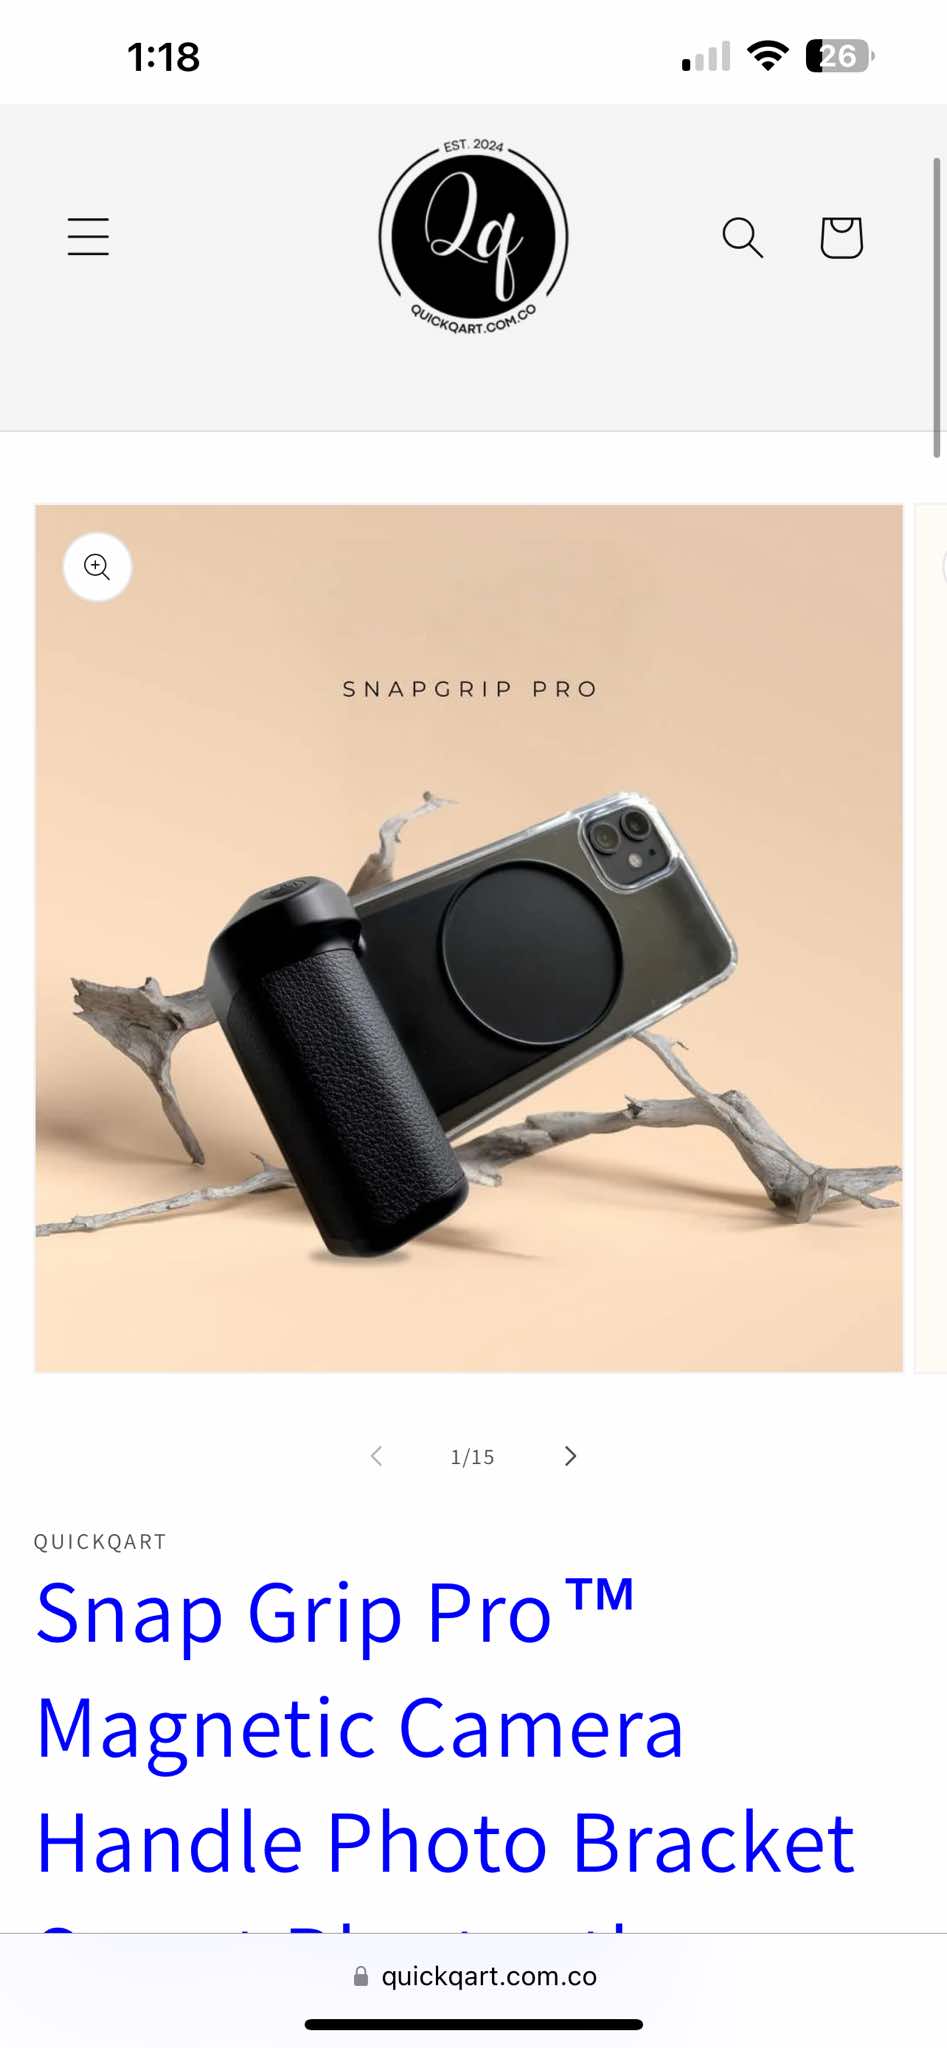 1:18
26
EST. 2024
Qq
QUICKQART.COM.CO
SNAPGRIP PRO
1/15
QUICKQART
Snap Grip Pro™
Magnetic Camera
Handle Photo Bracket
quickqart.com.co